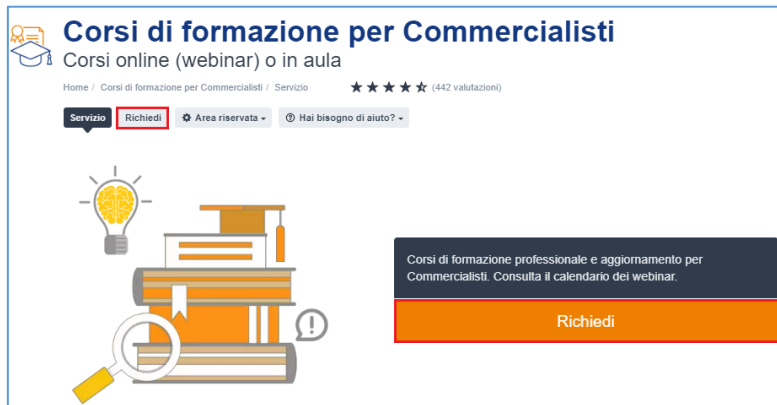 Corsi di formazione per Commercialisti
Corsi online (webinar) o in aula
Home / Corsi di formazione per Commercialisti / Servizio (442 valutazioni)
Servizio Richiedi Area riservata Hai bisogno di aiuto?
Corsi di formazione professionale e aggiornamento per
Commercialisti. Consulta il calendario dei webinar.
Richiedi